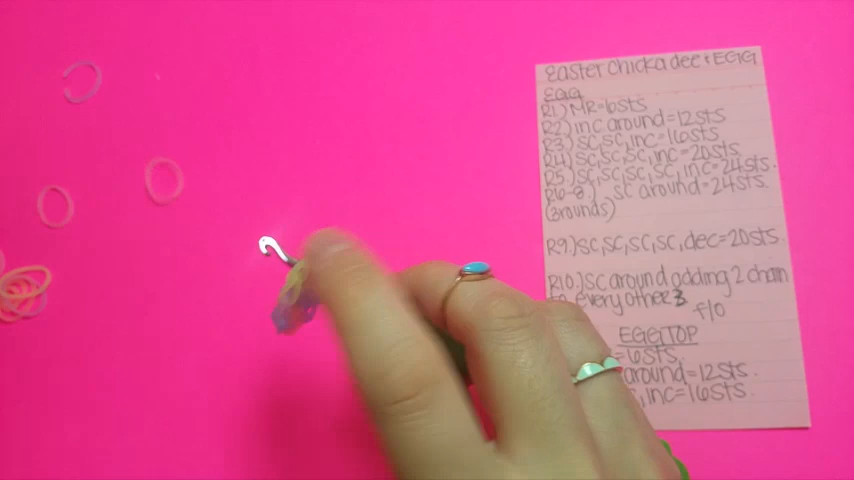 Easter Chickadee & EGG
EGG
R1.) MR=6sts
R2.) inc around=12sts
R3.) sc,sc,inc=16sts
R4.) sc,sc,sc,inc=20sts
R5.) sc,sc,sc,sc,inc=24sts.
R6-8.) sc around=24sts.
(3rounds)
R9.) sc,sc,sc,sc,dec=20sts.
R10.) sc around adding 2 chain
every other 3
f/o
EGG TOP
=6sts.
around=12sts.
inc=16sts.